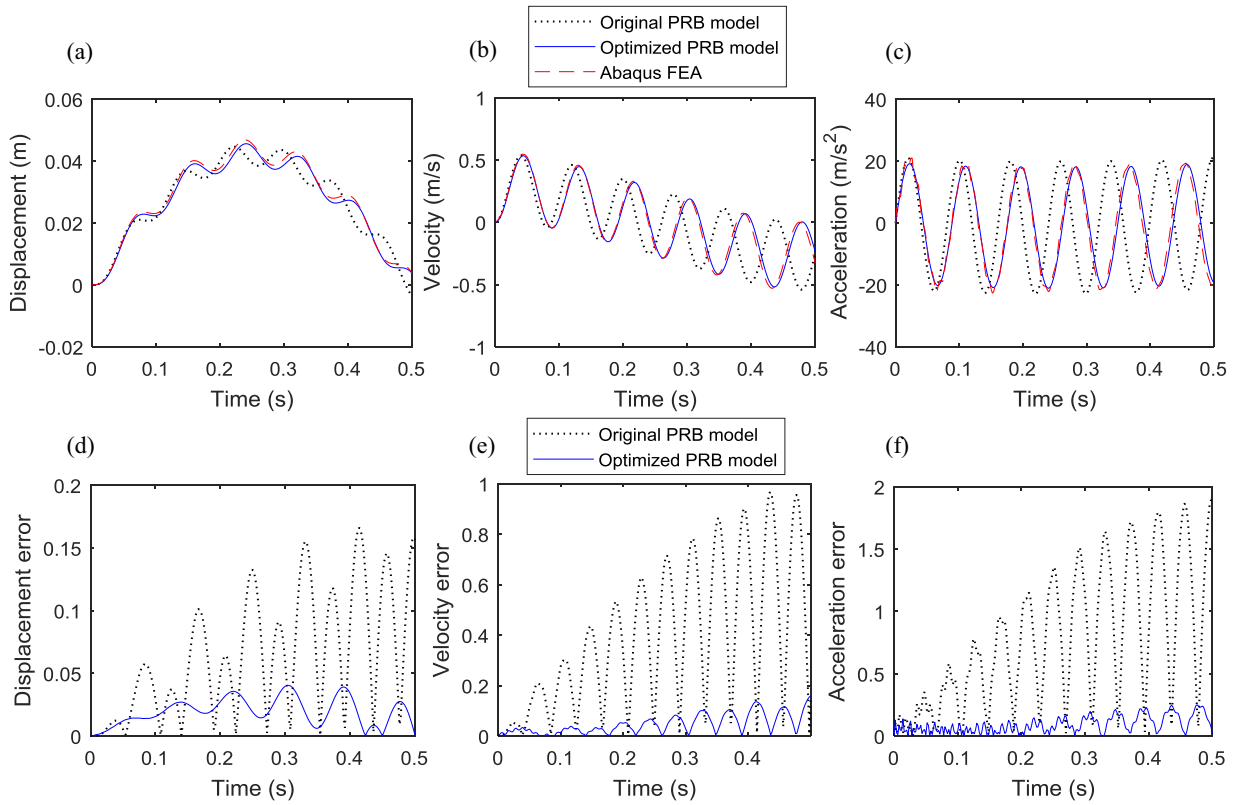 Original PRB model
Optimized PRB model
Abaqus FEA
(a)
0.06
0.04
0.02
0
-0.02
Displacement (m)
0 0.1 0.2 0.3 0.4 0.5
Time (s)
(b)
1
0.5
0
-0.5
-1
Velocity (m/s)
0 0.1 0.2 0.3 0.4 0.5
Time (s)
(c)
40
20
0
-20
-40
Acceleration (m/s²)
0 0.1 0.2 0.3 0.4 0.5
Time (s)
Original PRB model
Optimized PRB model
(d)
0.2
0.15
0.1
0.05
0
Displacement error
0 0.1 0.2 0.3 0.4 0.5
Time (s)
(e)
1
0.8
0.6
0.4
0.2
0
Velocity error
0 0.1 0.2 0.3 0.4
Time (s)
(f)
2
1.5
1
0.5
0
Acceleration error
0 0.1 0.2 0.3 0.4 0.5
Time (s)